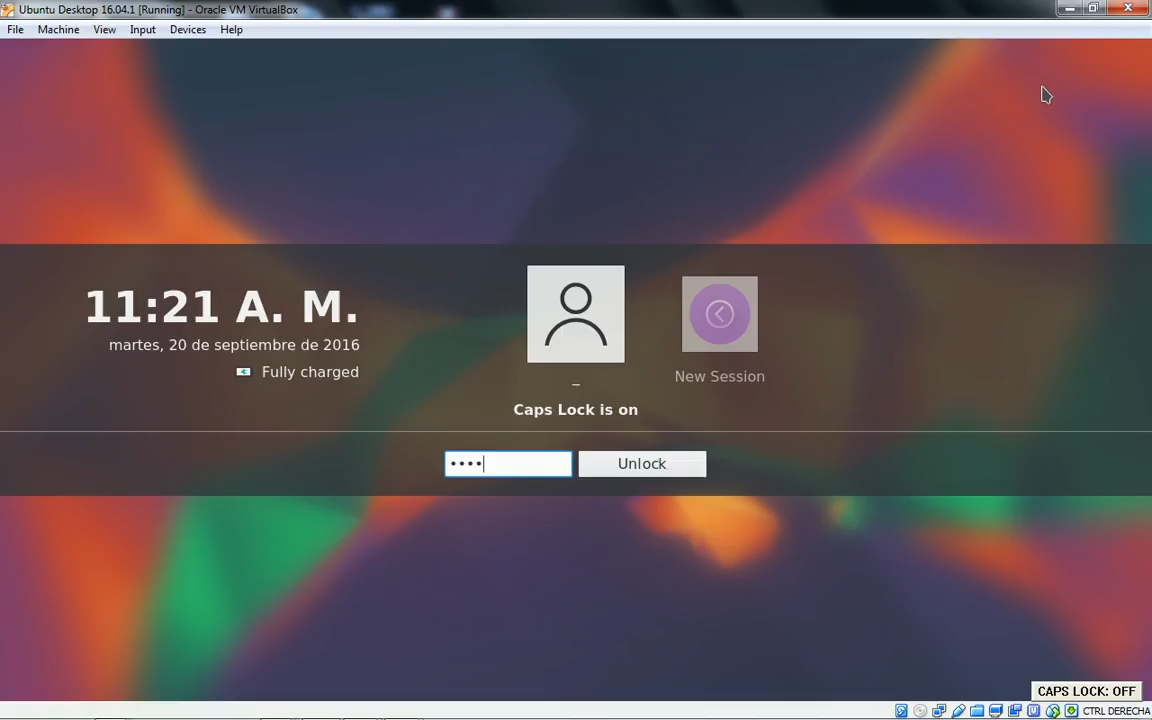 Ubuntu Desktop 16.04.1 [Running] - Oracle VM VirtualBox
File Machine View Input Devices Help
11:21 A. M.
martes, 20 de septiembre de 2016
Fully charged
_
New Session
Caps Lock is on
••••
Unlock
CAPS LOCK: OFF
CTRL DERECHA